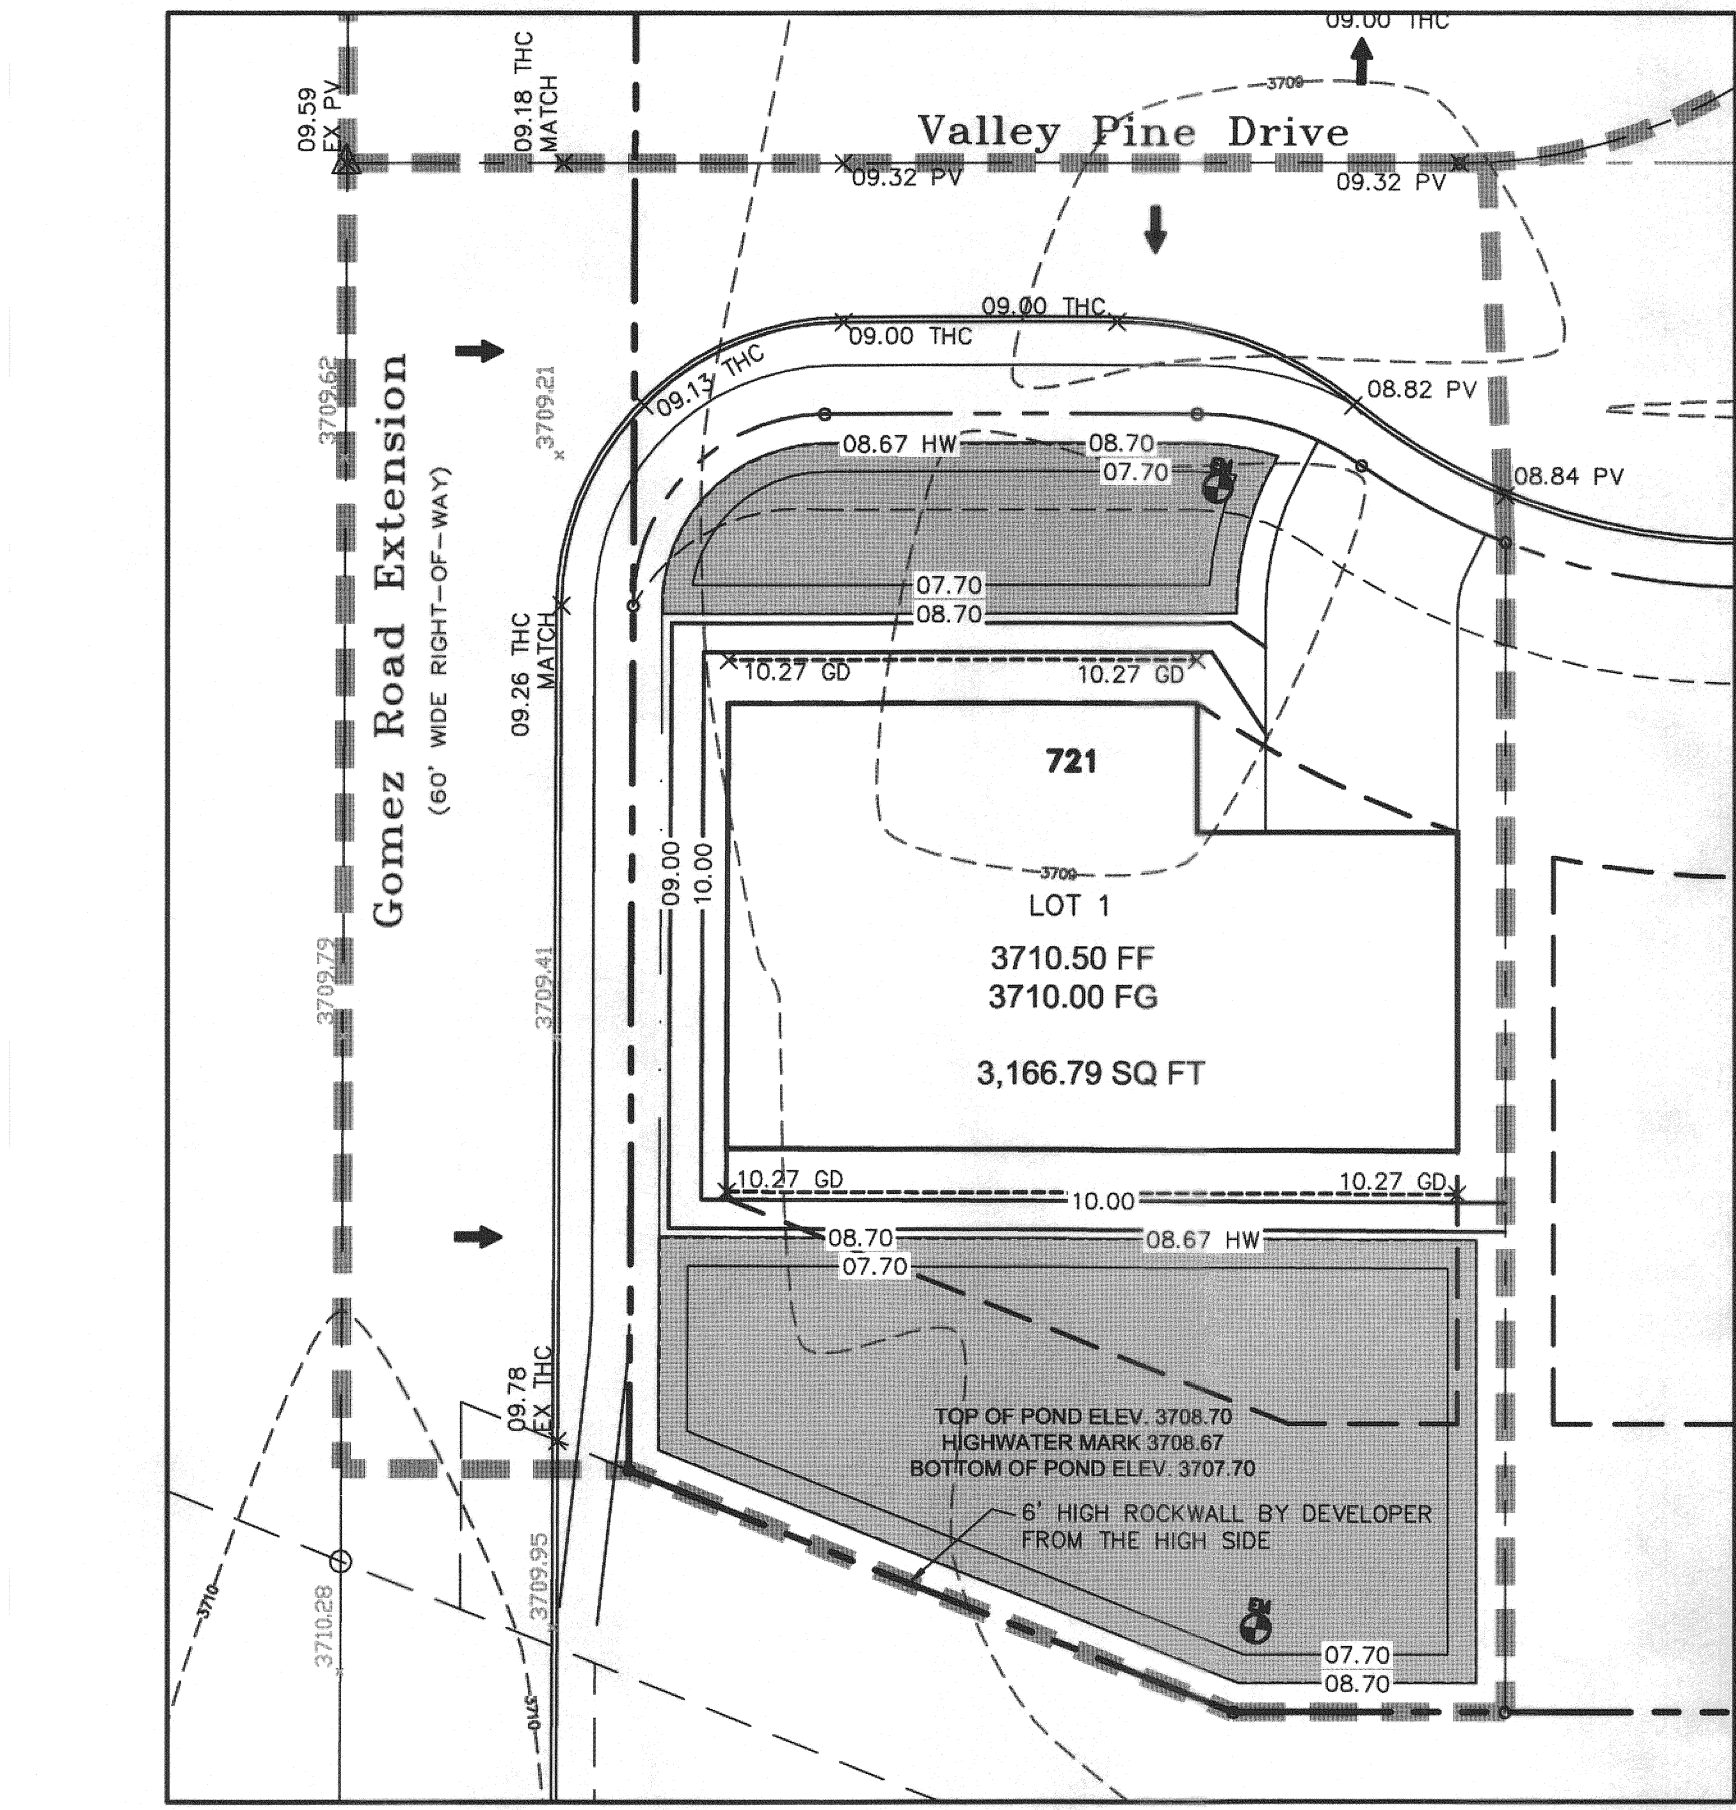 09.00 THC
09.59
EX PV
09.18 THC
MATCH
3709
Valley Pine Drive
09.32 PV
09.32 PV
09.00 THC
09.00 THC
09.13 THC
08.82 PV
3709.62
3709.21
Gomez Road Extension
(60' WIDE RIGHT-OF-WAY)
08.67 HW
08.70
07.70
08.84 PV
07.70
08.70
09.26 THC
MATCH
10.27 GD
10.27 GD
721
09.00
10.00
3709
LOT 1
3710.50 FF
3710.00 FG
3,166.79 SQ FT
3709.79
3709.41
10.27 GD
10.27 GD
10.00
08.70
08.67 HW
07.70
09.78
EX THC
TOP OF POND ELEV. 3708.70
HIGHWATER MARK 3708.67
BOTTOM OF POND ELEV. 3707.70
6' HIGH ROCKWALL BY DEVELOPER
FROM THE HIGH SIDE
3710
3710.28
3709.95
3710
07.70
08.70